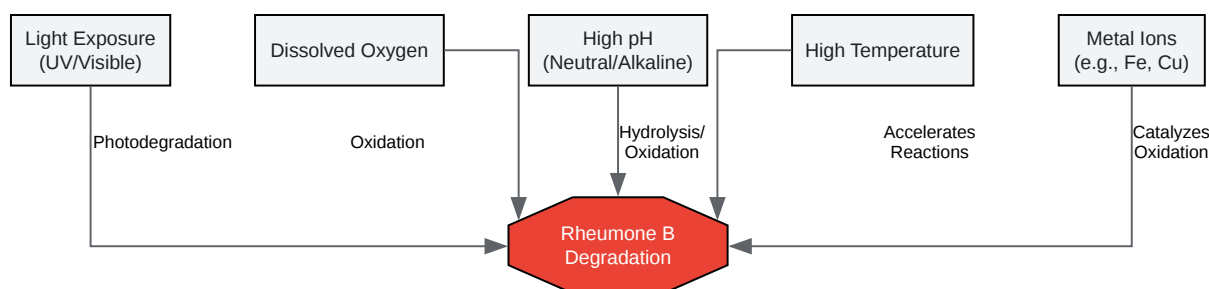 Light Exposure
(UV/Visible)
Dissolved Oxygen
High pH
(Neutral/Alkaline)
High Temperature
Metal Ions
(e.g., Fe, Cu)
Photodegradation
Oxidation
Hydrolysis/
Oxidation
Accelerates
Reactions
Catalyzes
Oxidation
Rheumone B
Degradation